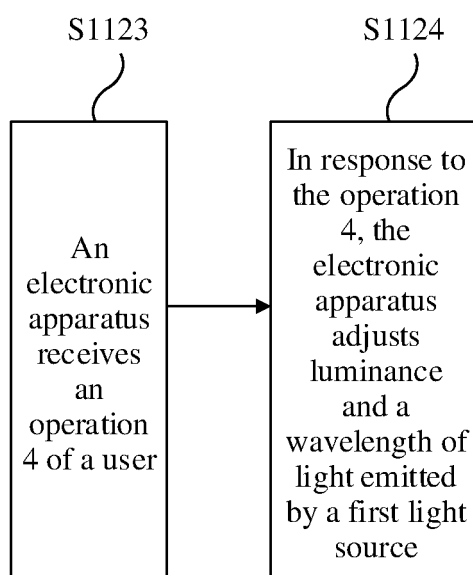 S1123
S1124
An
electronic
apparatus
receives
an
operation
4 of a user
In response to
the operation
4, the
electronic
apparatus
adjusts
luminance
and a
wavelength of
light emitted
by a first light
source